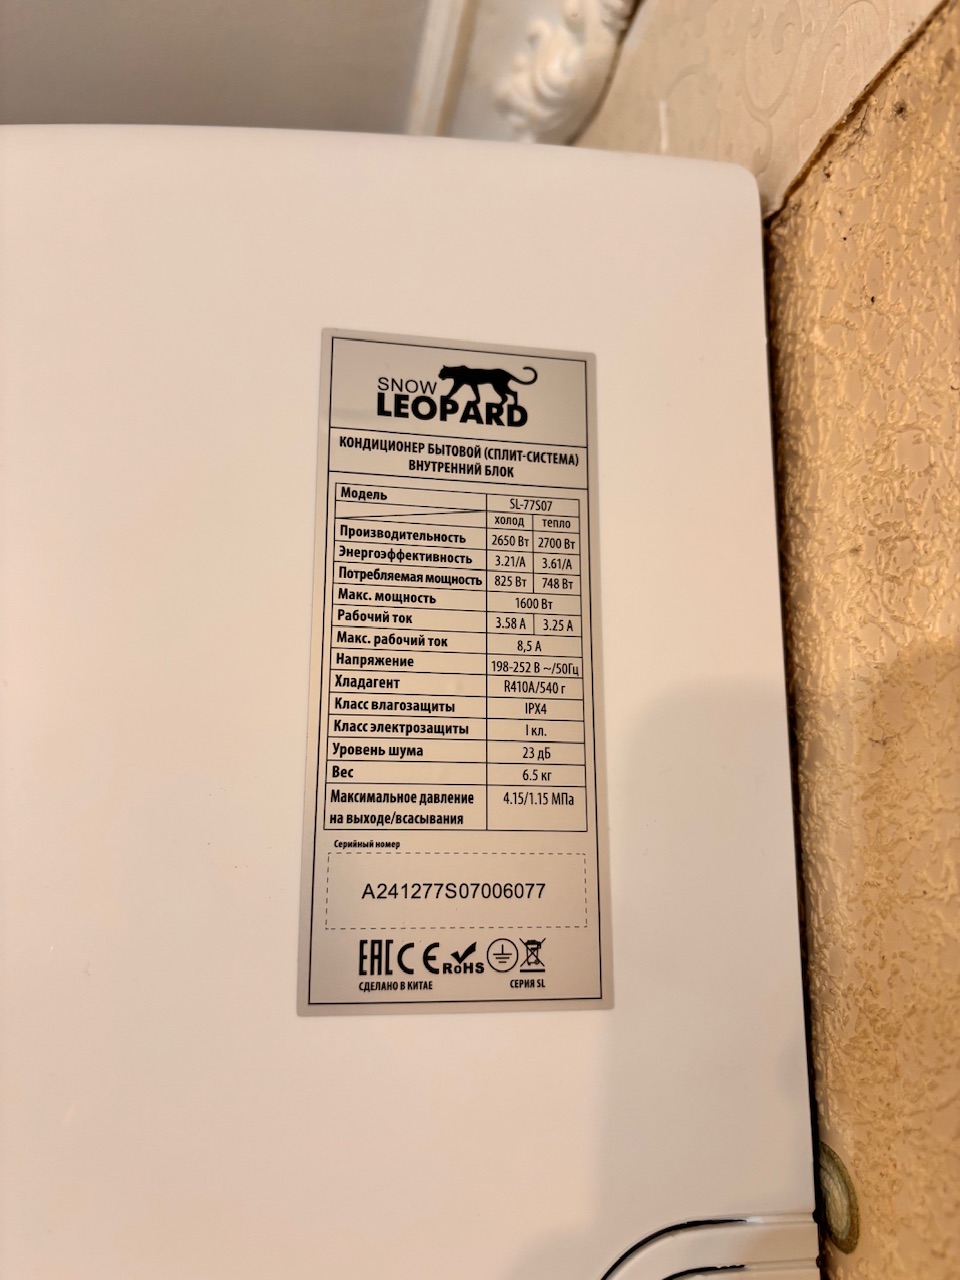 SNOW
LEOPARD
КОНДИЦИОНЕР БЫТОВОЙ (СПЛИТ-СИСТЕМА)
ВНУТРЕННИЙ БЛОК
Модель SL-77S07
холод тепло
Производительность 2650 Вт 2700 Вт
Энергоэффективность 3.21/A 3.61/A
Потребляемая мощность 825 Вт 748 Вт
Макс. мощность 1600 Вт
Рабочий ток 3.58 А 3.25 А
Макс. рабочий ток 8,5 А
Напряжение 198-252 В ~/50Гц
Хладагент R410A/540 г
Класс влагозащиты IPX4
Класс электрозащиты I кл.
Уровень шума 23 дБ
Вес 6.5 кг
Максимальное давление 4.15/1.15 МПа
на выходе/всасывания
Серийный номер
A241277S07006077
EAC CE RoHS
СДЕЛАНО В КИТАЕ СЕРИЯ SL